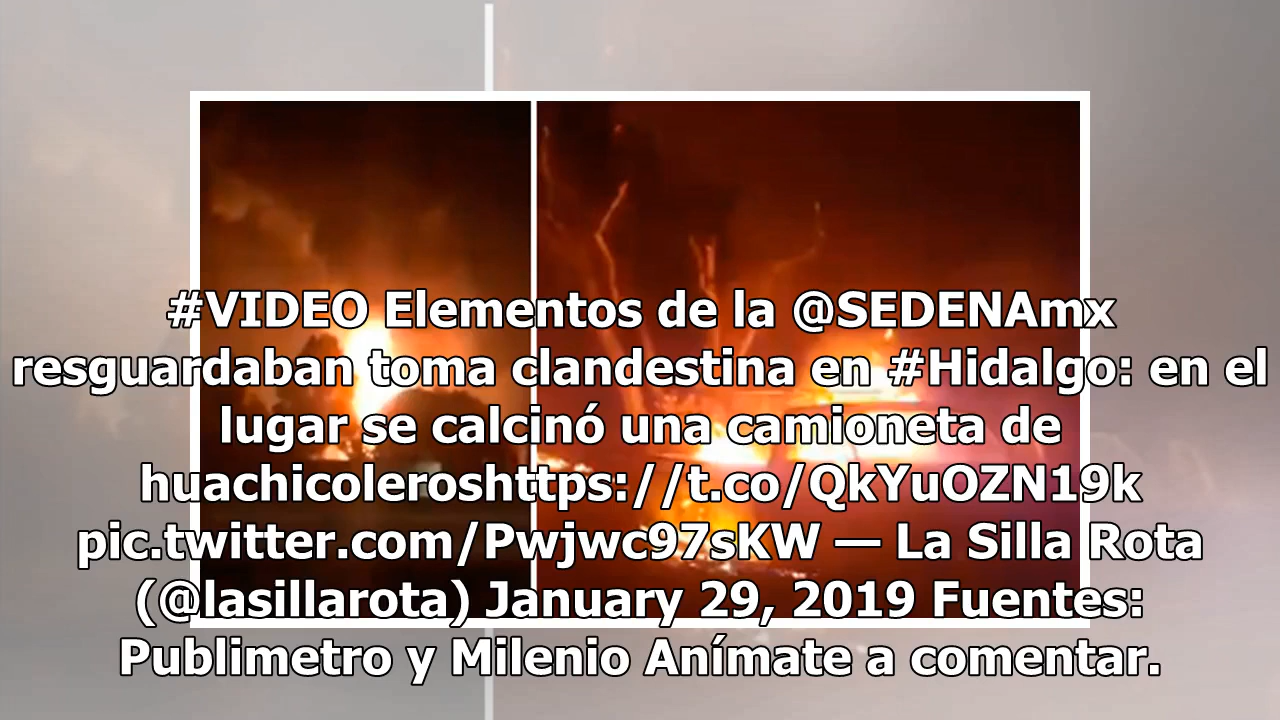 #VIDEO Elementos de la @SEDENAmx
resguardaban toma clandestina en #Hidalgo: en el
lugar se calcinó una camioneta de
huachicoleroshttps://t.co/QkYuOZN19k
pic.twitter.com/Pwjwc97sKW — La Silla Rota
(@lasillarota) January 29, 2019 Fuentes:
Publimetro y Milenio Anímate a comentar.